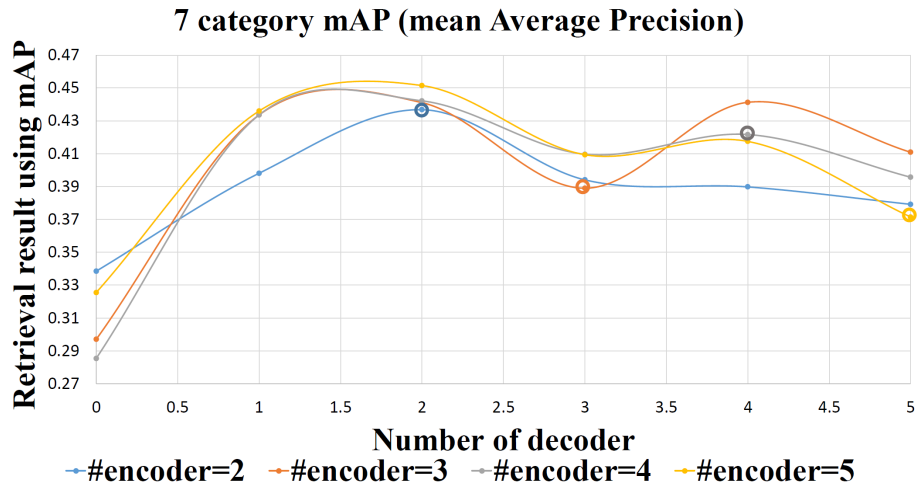 7 category mAP (mean Average Precision)
Retrieval result using mAP
0.47
0.45
0.43
0.41
0.39
0.37
0.35
0.33
0.31
0.29
0.27
0 0.5 1 1.5 2 2.5 3 3.5 4 4.5 5
Number of decoder
#encoder=2 #encoder=3 #encoder=4 #encoder=5